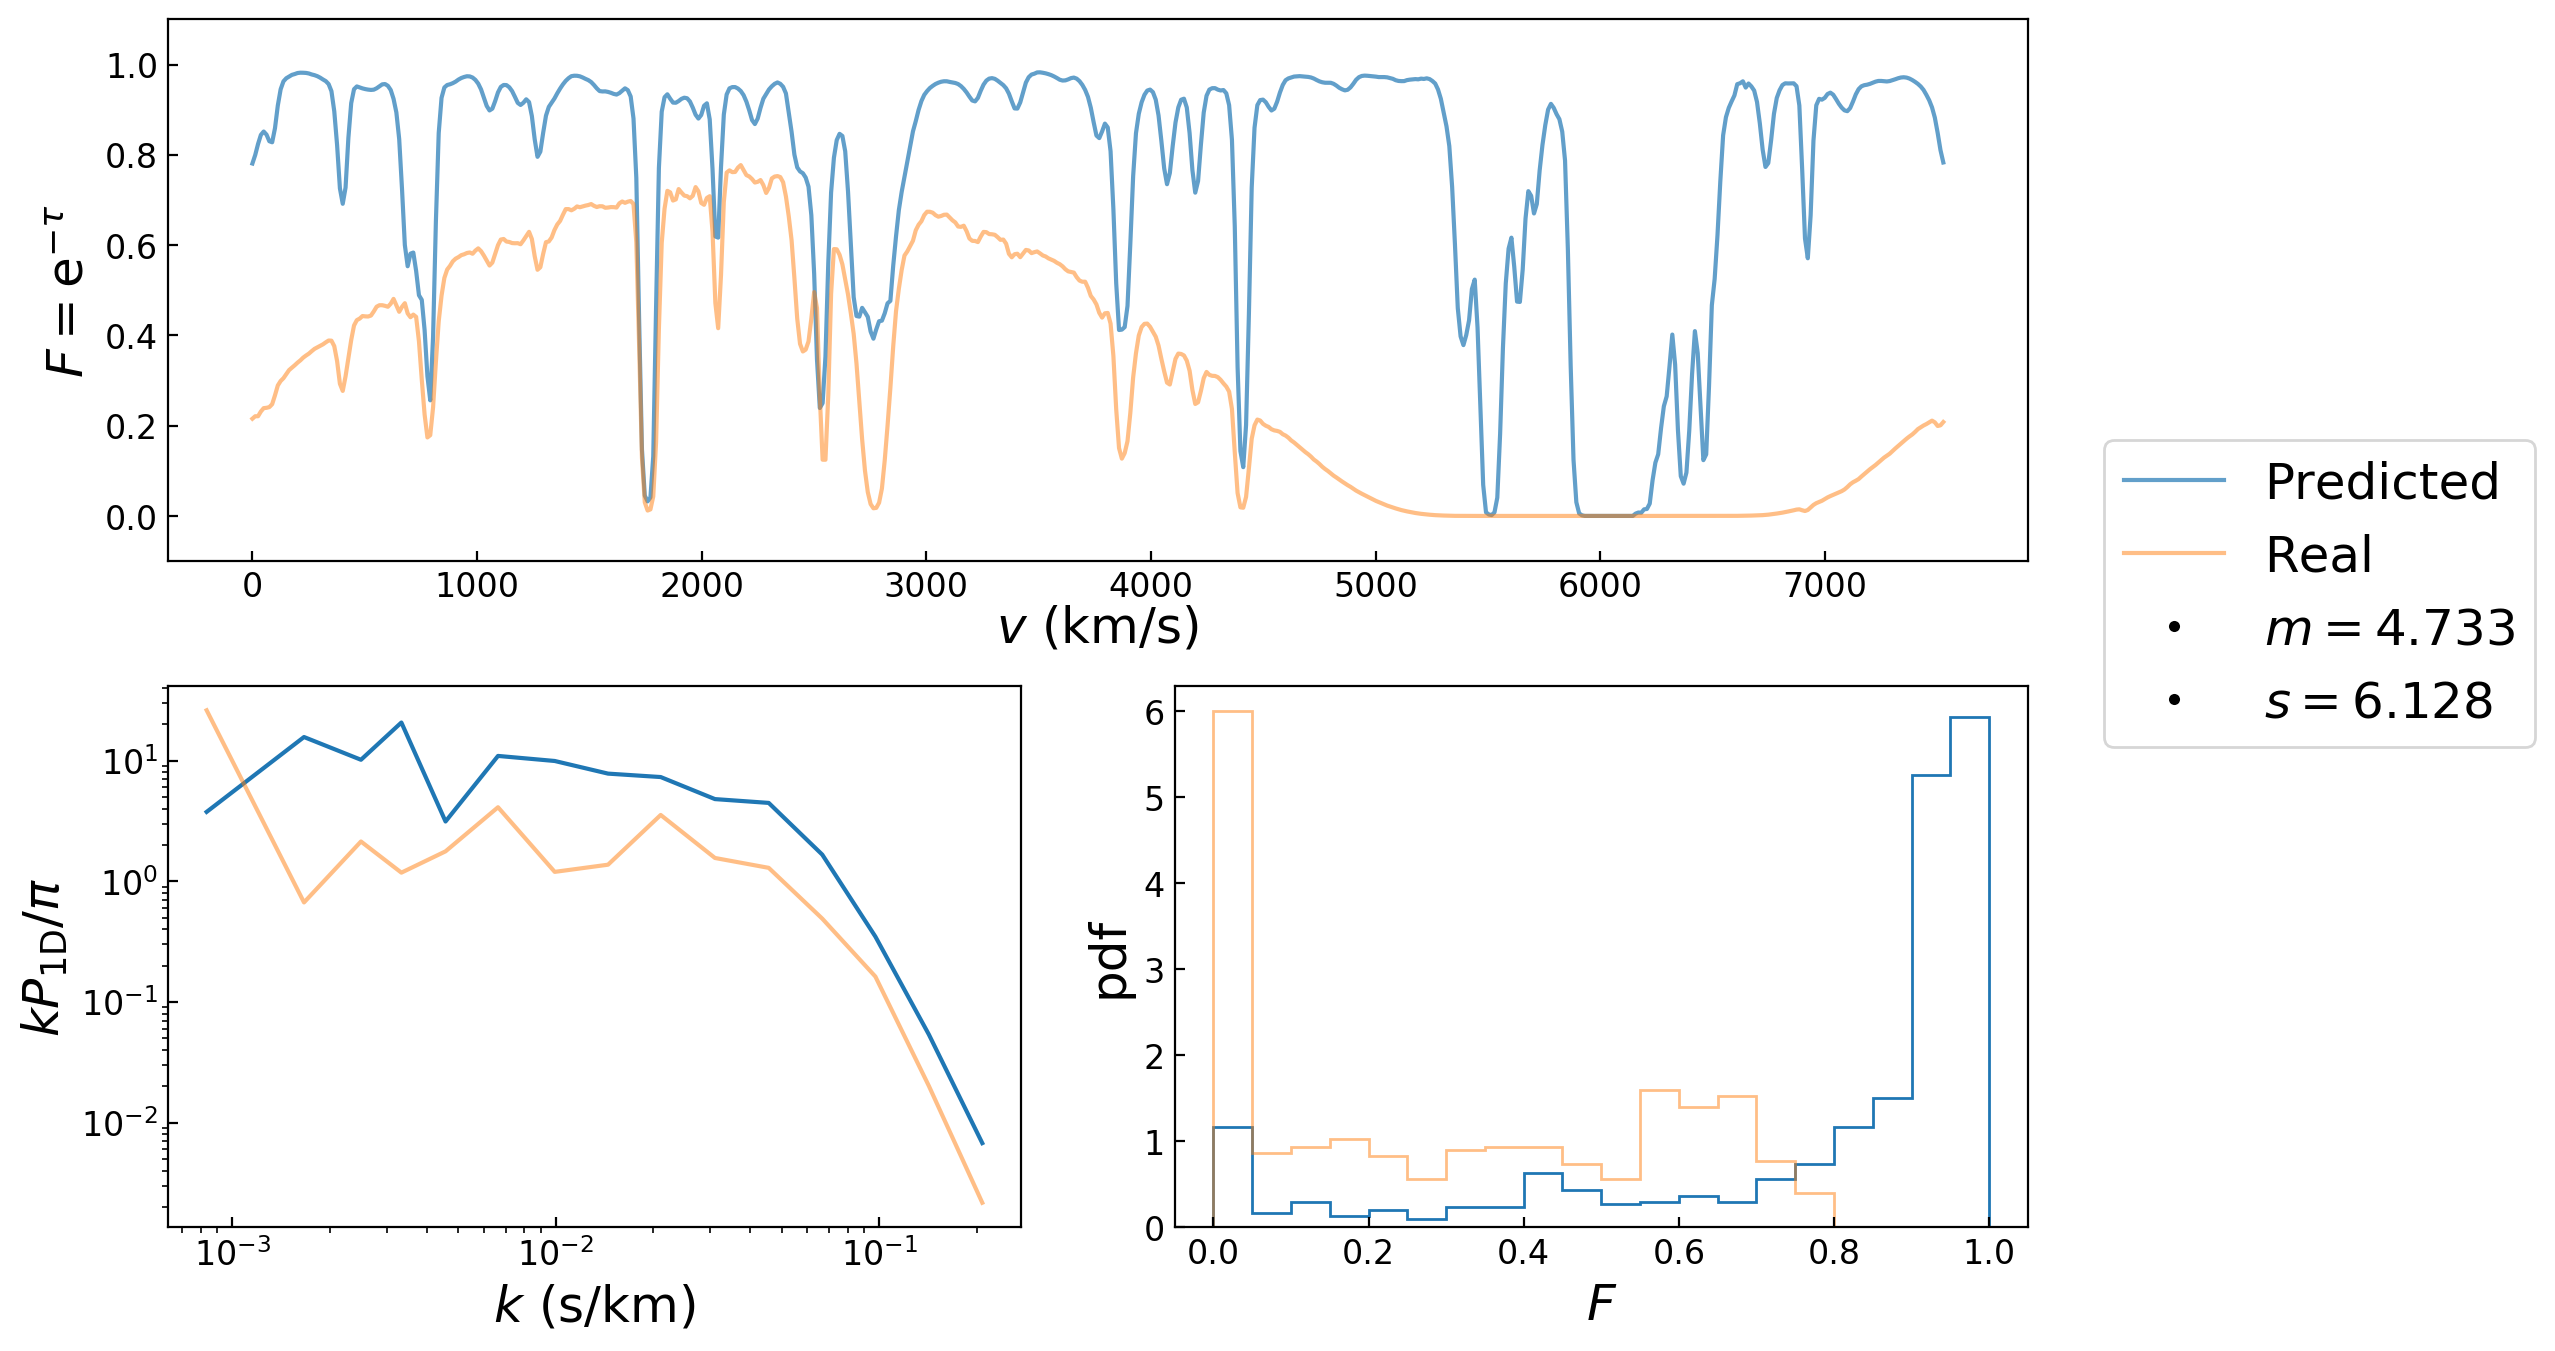 1.0
0.8
0.6
0.4
0.2
0.0
F = e^{−τ}
0 1000 2000 3000 4000 5000 6000 7000
v (km/s)
Predicted
Real
m = 4.733
s = 6.128
10^1
10^0
10^{−1}
10^{−2}
kP_{1D}/π
10^{−3} 10^{−2} 10^{−1}
k (s/km)
6
5
4
3
2
1
0
pdf
0.0 0.2 0.4 0.6 0.8 1.0
F